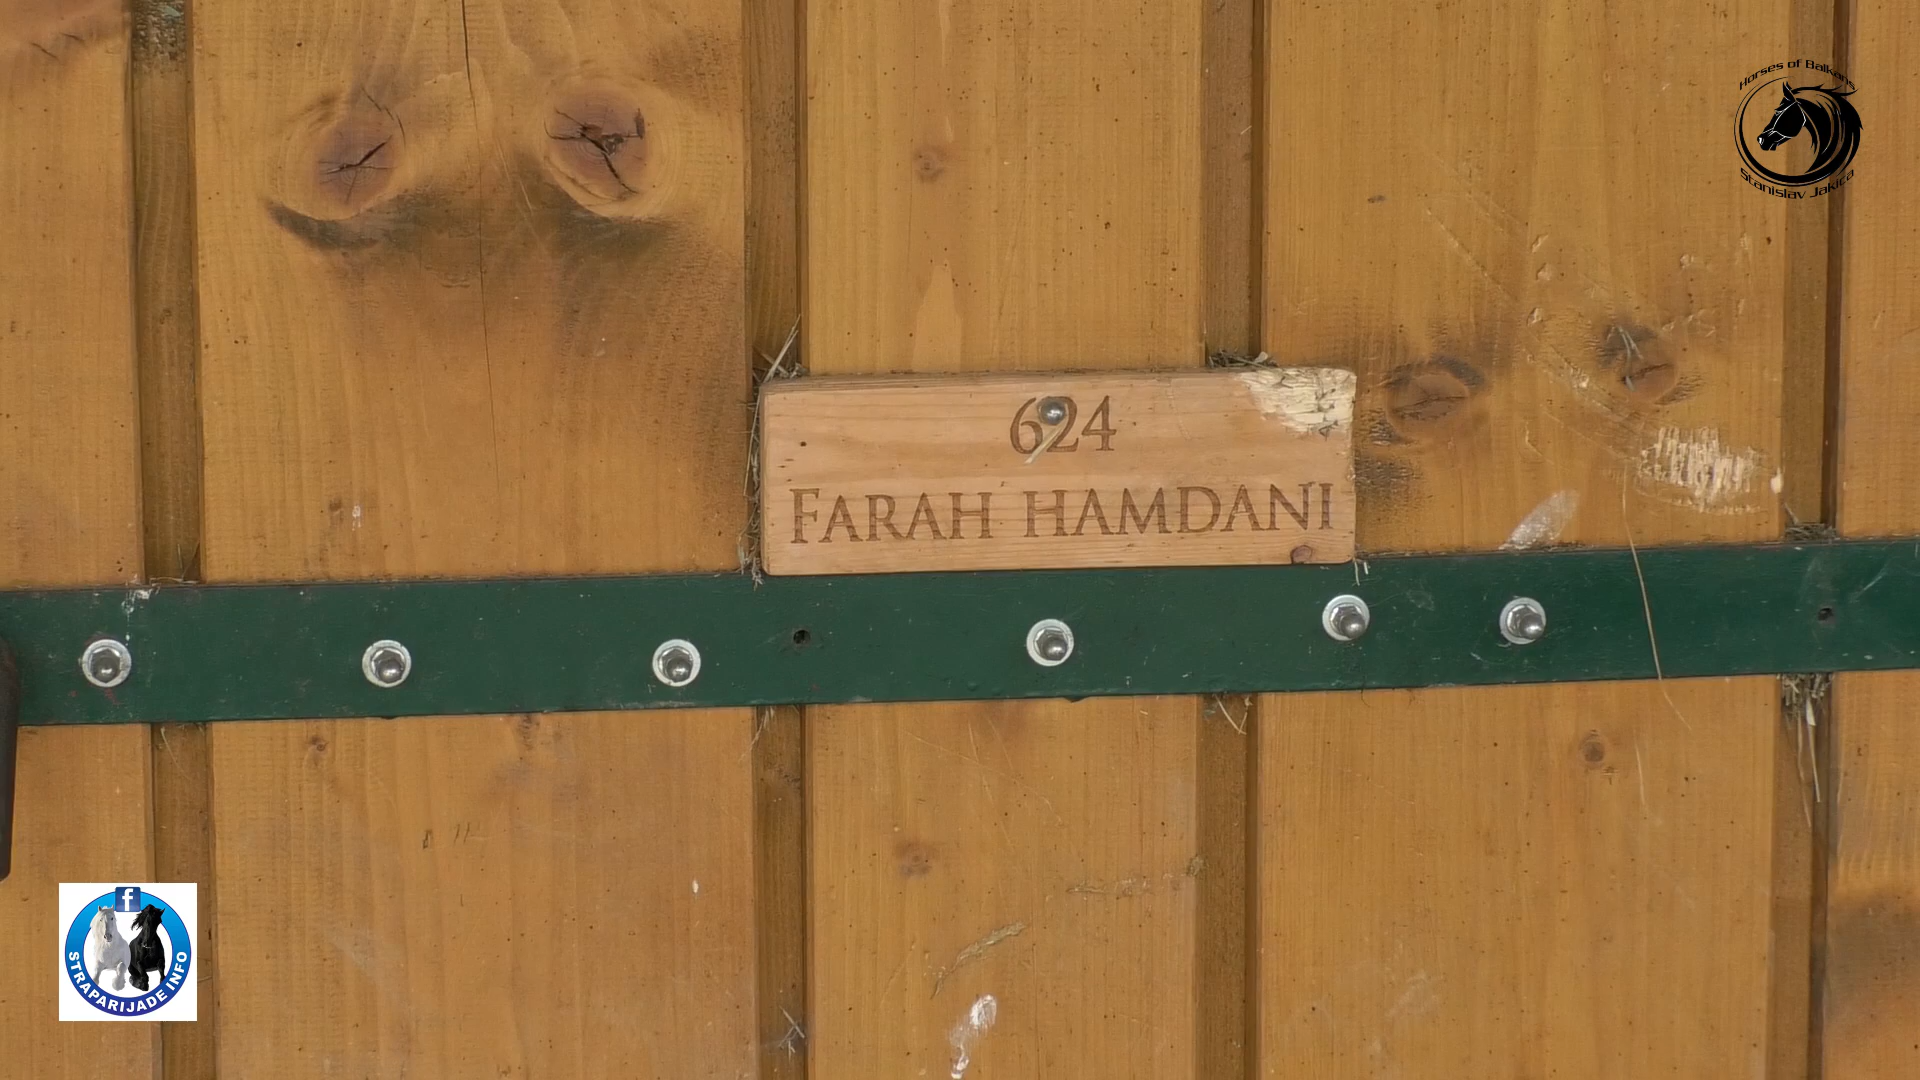 Horses of Balkans
Stanislav Jakica
624
FARAH HAMDANI
f
STRAPARIJADE INFO